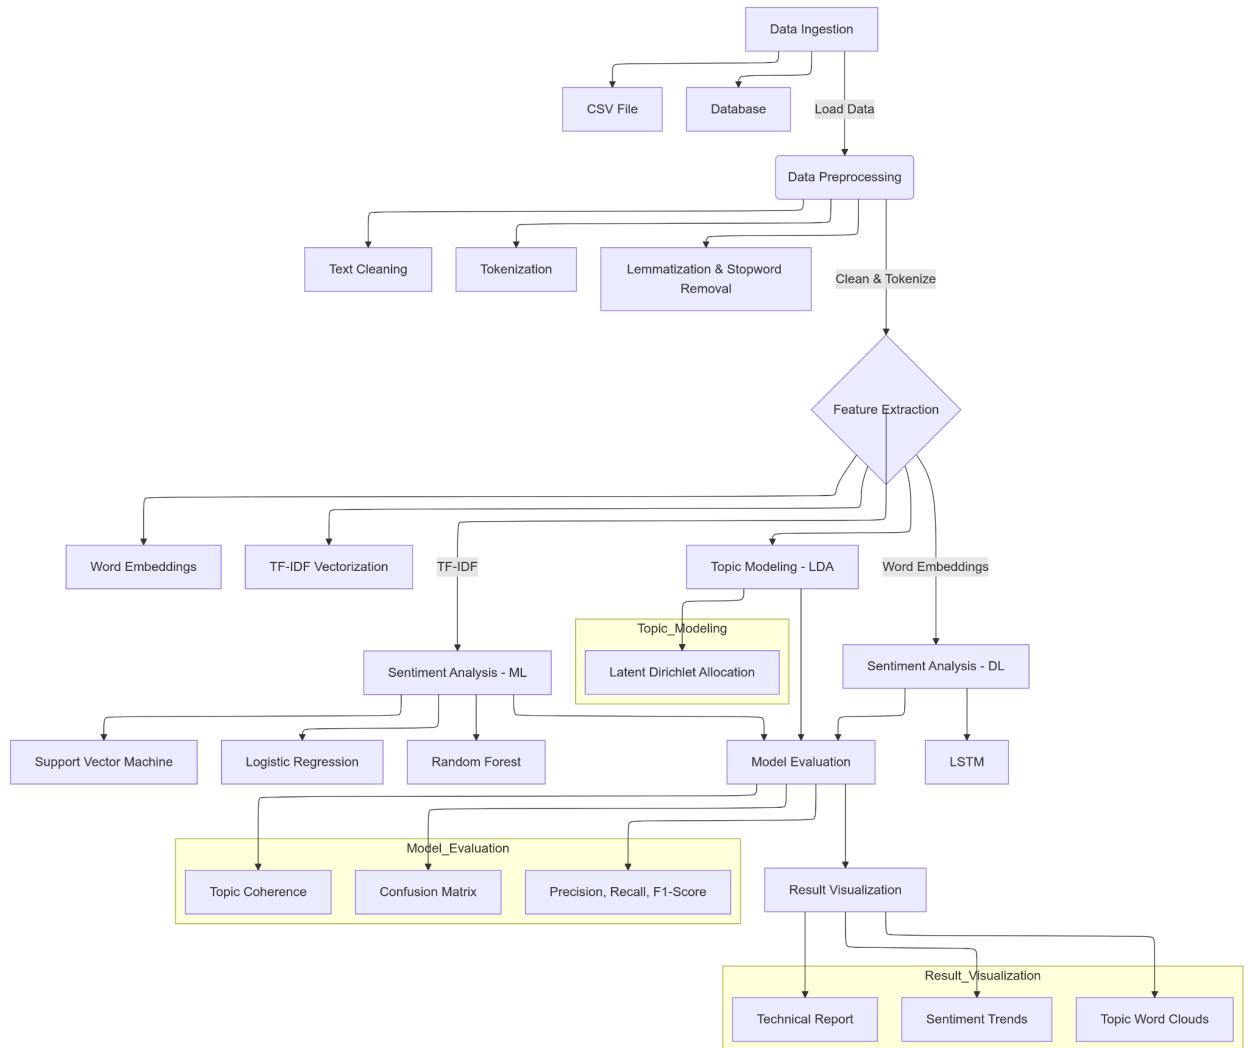 Data Ingestion
CSV File
Database
Load Data
Data Preprocessing
Text Cleaning
Tokenization
Lemmatization & Stopword
Removal
Clean & Tokenize
Feature Extraction
Word Embeddings
TF-IDF Vectorization
TF-IDF
Topic Modeling - LDA
Word Embeddings
Topic_Modeling
Latent Dirichlet Allocation
Sentiment Analysis - ML
Sentiment Analysis - DL
Support Vector Machine
Logistic Regression
Random Forest
Model Evaluation
LSTM
Model_Evaluation
Topic Coherence
Confusion Matrix
Precision, Recall, F1-Score
Result Visualization
Result_Visualization
Technical Report
Sentiment Trends
Topic Word Clouds